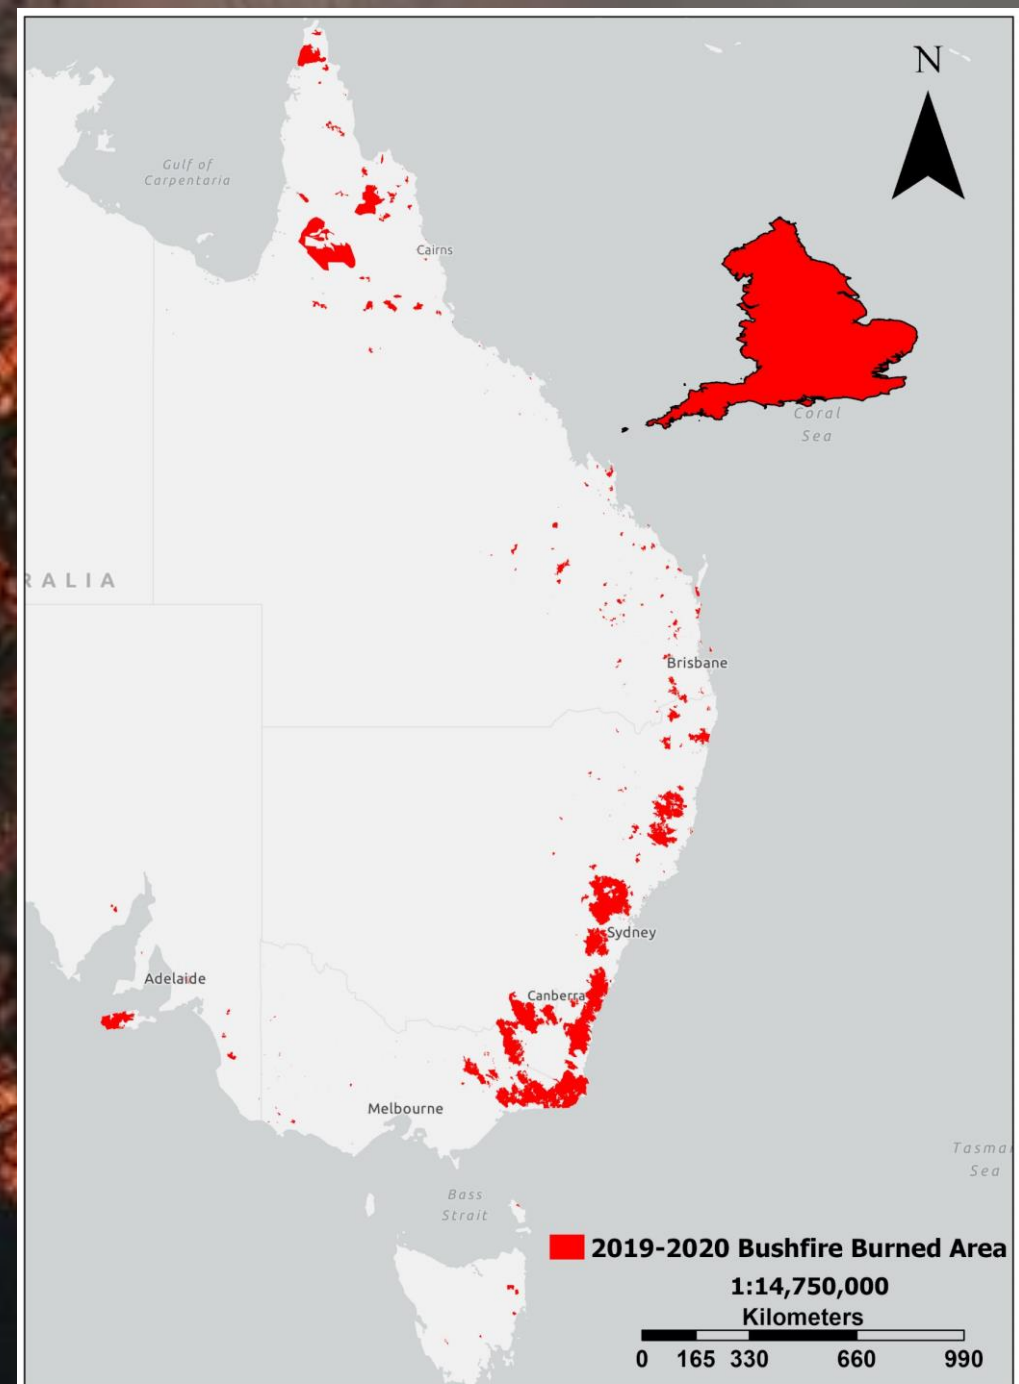 N
Gulf of
Carpentaria
Cairns
Coral
Sea
RALIA
Brisbane
Sydney
Adelaide
Canberra
Melbourne
Tasman
Sea
Bass
Strait
2019-2020 Bushfire Burned Area
1:14,750,000
Kilometers
0 165 330 660 990